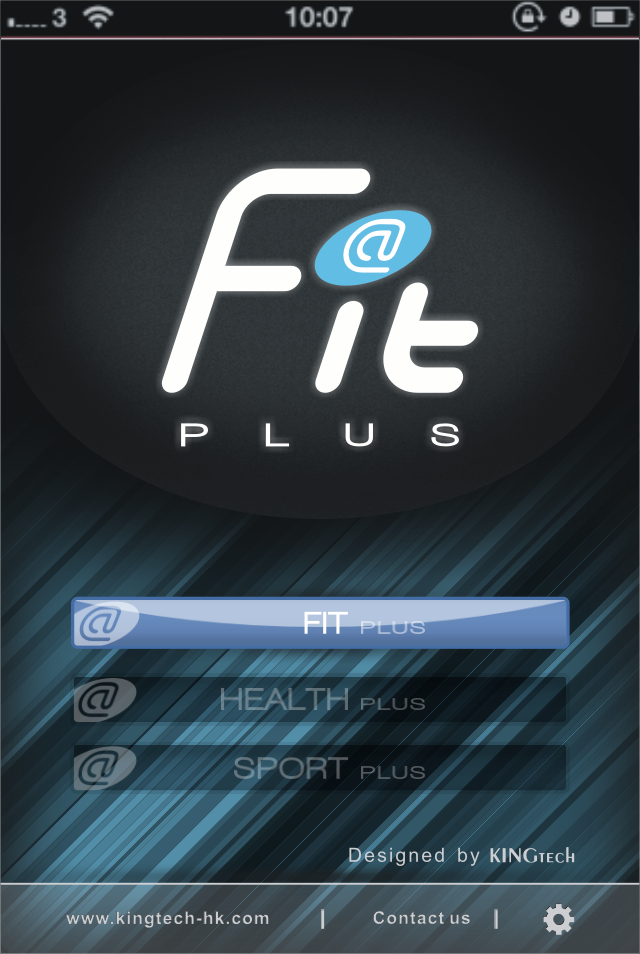 3 10:07
F@it
PLUS
@ FIT PLUS
@ HEALTH PLUS
@ SPORT PLUS
Designed by KINGTECh
www.kingtech-hk.com | Contact us |